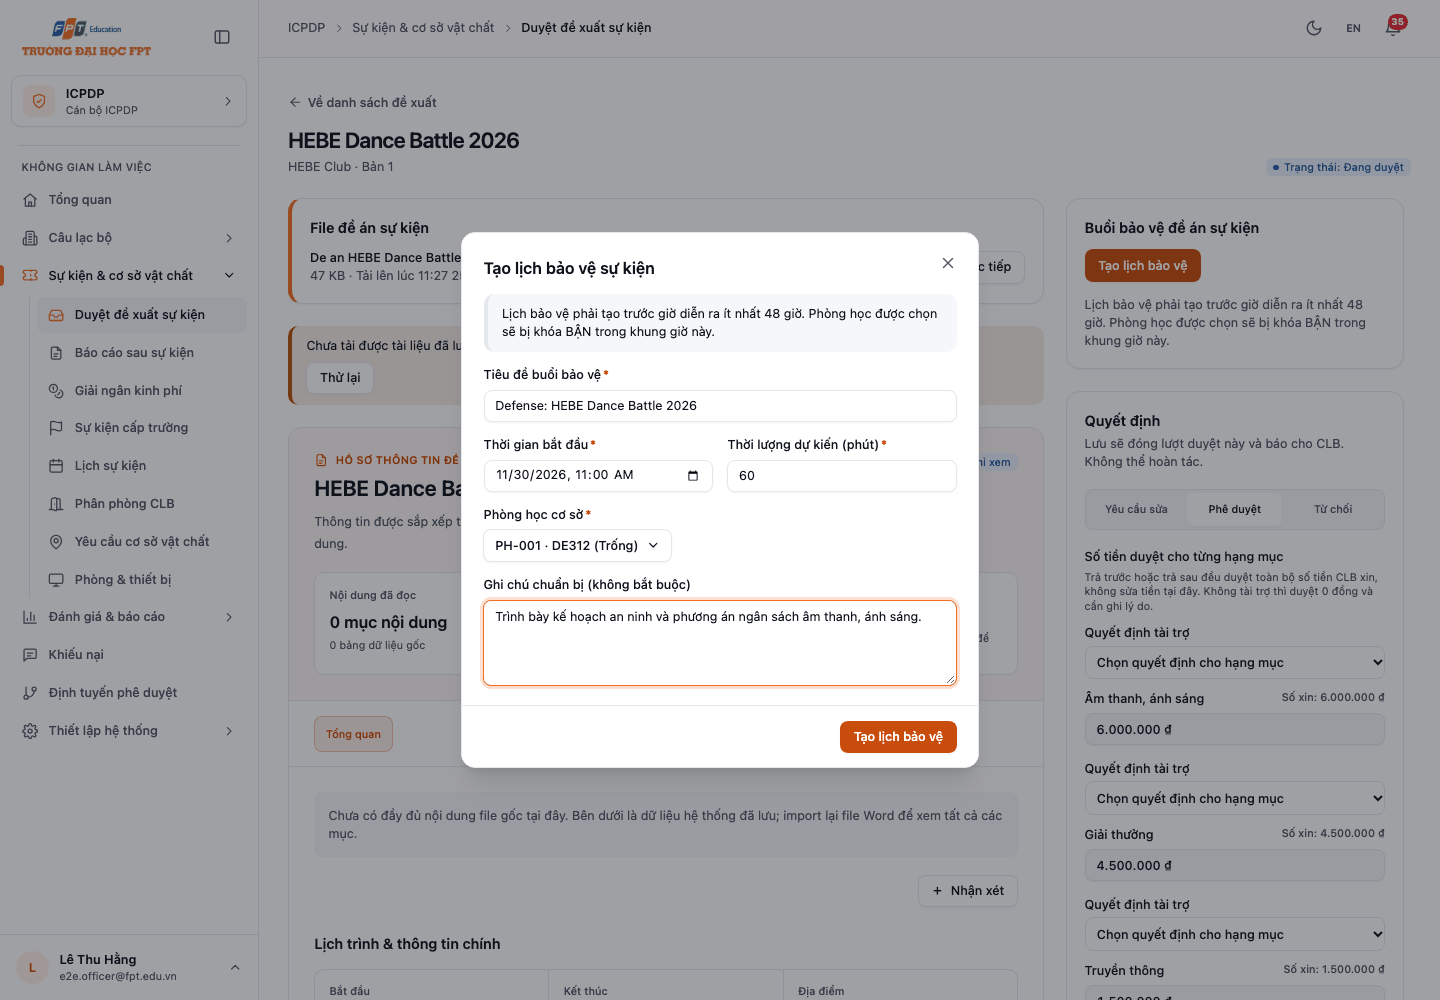 FPT Education
TRƯỜNG ĐẠI HỌC FPT
ICPDP
Cán bộ ICPDP
KHÔNG GIAN LÀM VIỆC
Tổng quan
Câu lạc bộ
Sự kiện & cơ sở vật chất
Duyệt đề xuất sự kiện
Báo cáo sau sự kiện
Giải ngân kinh phí
Sự kiện cấp trường
Lịch sự kiện
Phân phòng CLB
Yêu cầu cơ sở vật chất
Phòng & thiết bị
Đánh giá & báo cáo
Khiếu nại
Định tuyến phê duyệt
Thiết lập hệ thống
L
Lê Thu Hằng
e2e.officer@fpt.edu.vn
ICPDP
Sự kiện & cơ sở vật chất
Duyệt đề xuất sự kiện
EN
35
Về danh sách đề xuất
HEBE Dance Battle 2026
HEBE Club · Bản 1
Trạng thái: Đang duyệt
File đề án sự kiện
De an HEBE Dance Battle
47 KB · Tải lên lúc 11:27 2
c tiếp
Chưa tải được tài liệu đã lu
Thử lại
HỒ SƠ THÔNG TIN ĐỀ
HEBE Dance Ba
Thông tin được sắp xếp t
dung.
Nội dung đã đọc
0 mục nội dung
0 bảng dữ liệu gốc
Tổng quan
Chưa có đầy đủ nội dung file gốc tại đây. Bên dưới là dữ liệu hệ thống đã lưu; import lại file Word để xem tất cả các
mục.
Nhận xét
Lịch trình & thông tin chính
Bắt đầu
Kết thúc
Địa điểm
Tạo lịch bảo vệ sự kiện
Lịch bảo vệ phải tạo trước giờ diễn ra ít nhất 48 giờ. Phòng học được chọn
sẽ bị khóa BẬN trong khung giờ này.
Tiêu đề buổi bảo vệ*
Defense: HEBE Dance Battle 2026
Thời gian bắt đầu*
11/30/2026, 11:00 AM
Thời lượng dự kiến (phút)*
60
Phòng học cơ sở*
PH-001 · DE312 (Trống)
Ghi chú chuẩn bị (không bắt buộc)
Trình bày kế hoạch an ninh và phương án ngân sách âm thanh, ánh sáng.
Tạo lịch bảo vệ
Buổi bảo vệ đề án sự kiện
Tạo lịch bảo vệ
Lịch bảo vệ phải tạo trước giờ diễn ra ít nhất 48
giờ. Phòng học được chọn sẽ bị khóa BẬN trong
khung giờ này.
Quyết định
Lưu sẽ đóng lượt duyệt này và báo cho CLB.
Không thể hoàn tác.
Yêu cầu sửa
Phê duyệt
Từ chối
Số tiền duyệt cho từng hạng mục
Trả trước hoặc trả sau đều duyệt toàn bộ số tiền CLB xin,
không sửa tiền tại đây. Không tài trợ thì duyệt 0 đồng và
cần ghi lý do.
Quyết định tài trợ
Chọn quyết định cho hạng mục
Âm thanh, ánh sáng
Số xin: 6.000.000 ₫
6.000.000 ₫
Quyết định tài trợ
Chọn quyết định cho hạng mục
Giải thưởng
Số xin: 4.500.000 ₫
4.500.000 ₫
Quyết định tài trợ
Chọn quyết định cho hạng mục
Truyền thông
Số xin: 1.500.000 ₫